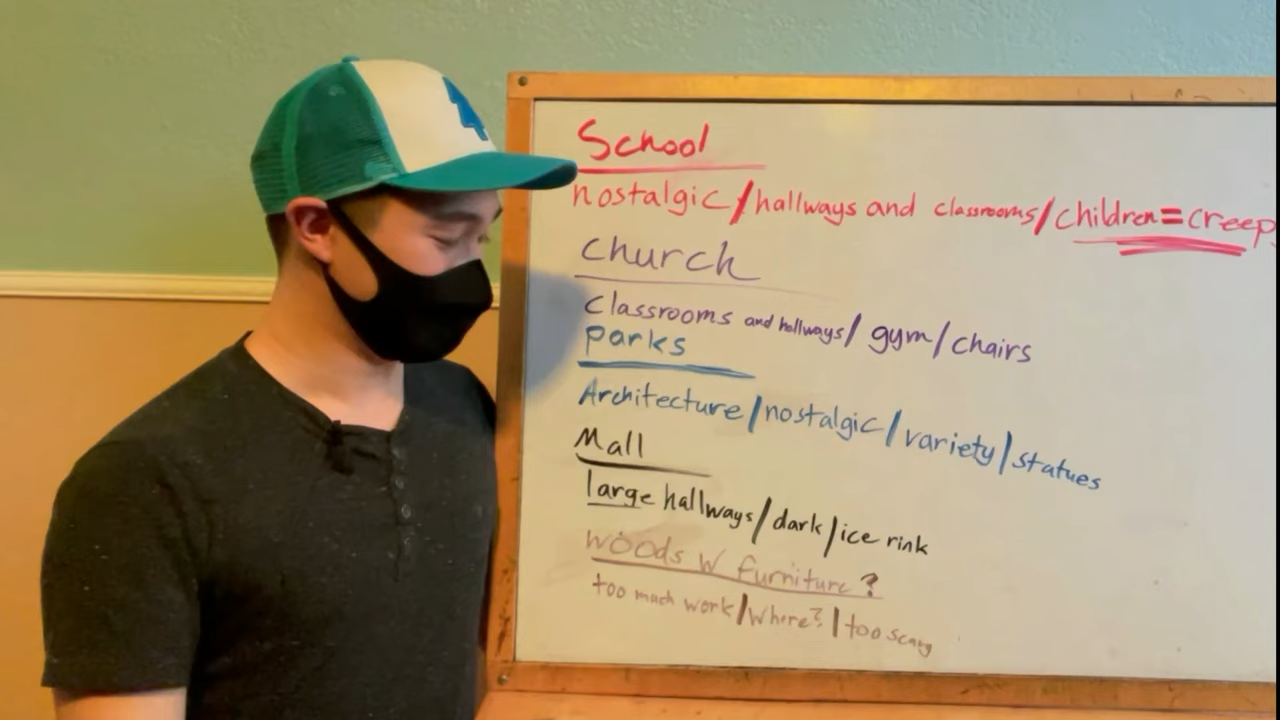 School
nostalgic/hallways and classrooms/children=creep
church
classrooms and hallways/gym/chairs
parks
Architecture/nostalgic/variety/statues
Mall
large hallways/dark/ice rink
woods w furniture?
too much work/where?/too scary